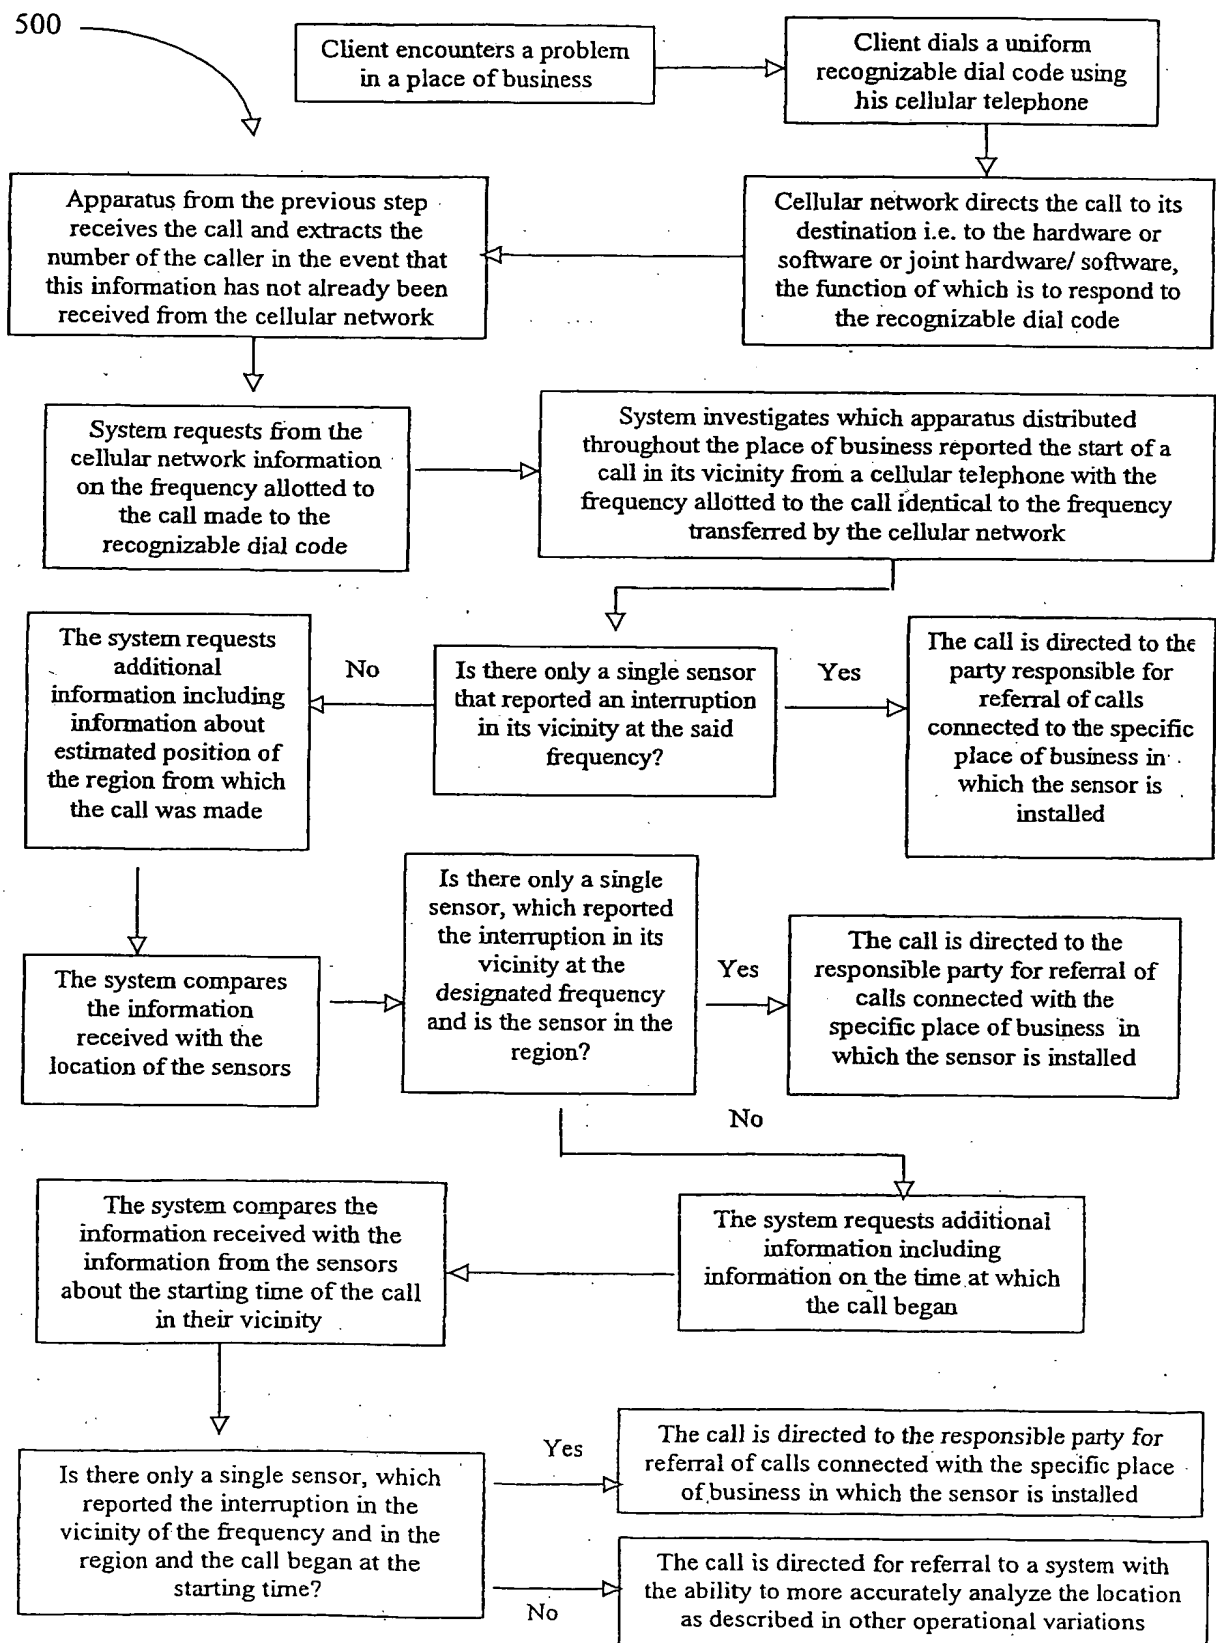 500
Client encounters a problem
in a place of business
Client dials a uniform
recognizable dial code using
his cellular telephone
Cellular network directs the call to its
destination i.e. to the hardware or
software or joint hardware/ software,
the function of which is to respond to
the recognizable dial code
Apparatus from the previous step
receives the call and extracts the
number of the caller in the event that
this information has not already been
received from the cellular network
System requests from the
cellular network information
on the frequency allotted to
the call made to the
recognizable dial code
System investigates which apparatus distributed
throughout the place of business reported the start of a
call in its vicinity from a cellular telephone with the
frequency allotted to the call identical to the frequency
transferred by the cellular network
Is there only a single sensor
that reported an interruption
in its vicinity at the said
frequency?
Yes
The call is directed to the
party responsible for
referral of calls
connected to the specific
place of business in
which the sensor is
installed
No
The system requests
additional
information including
information about
estimated position of
the region from which
the call was made
The system compares
the information
received with the
location of the sensors
Is there only a single
sensor, which reported
the interruption in its
vicinity at the
designated frequency
and is the sensor in the
region?
Yes
The call is directed to the
responsible party for referral of
calls connected with the
specific place of business in
which the sensor is installed
No
The system requests additional
information including
information on the time at which
the call began
The system compares the
information received with the
information from the sensors
about the starting time of the call
in their vicinity
Is there only a single sensor, which
reported the interruption in the
vicinity of the frequency and in the
region and the call began at the
starting time?
Yes
The call is directed to the responsible party for
referral of calls connected with the specific place
of business in which the sensor is installed
No
The call is directed for referral to a system with
the ability to more accurately analyze the location
as described in other operational variations